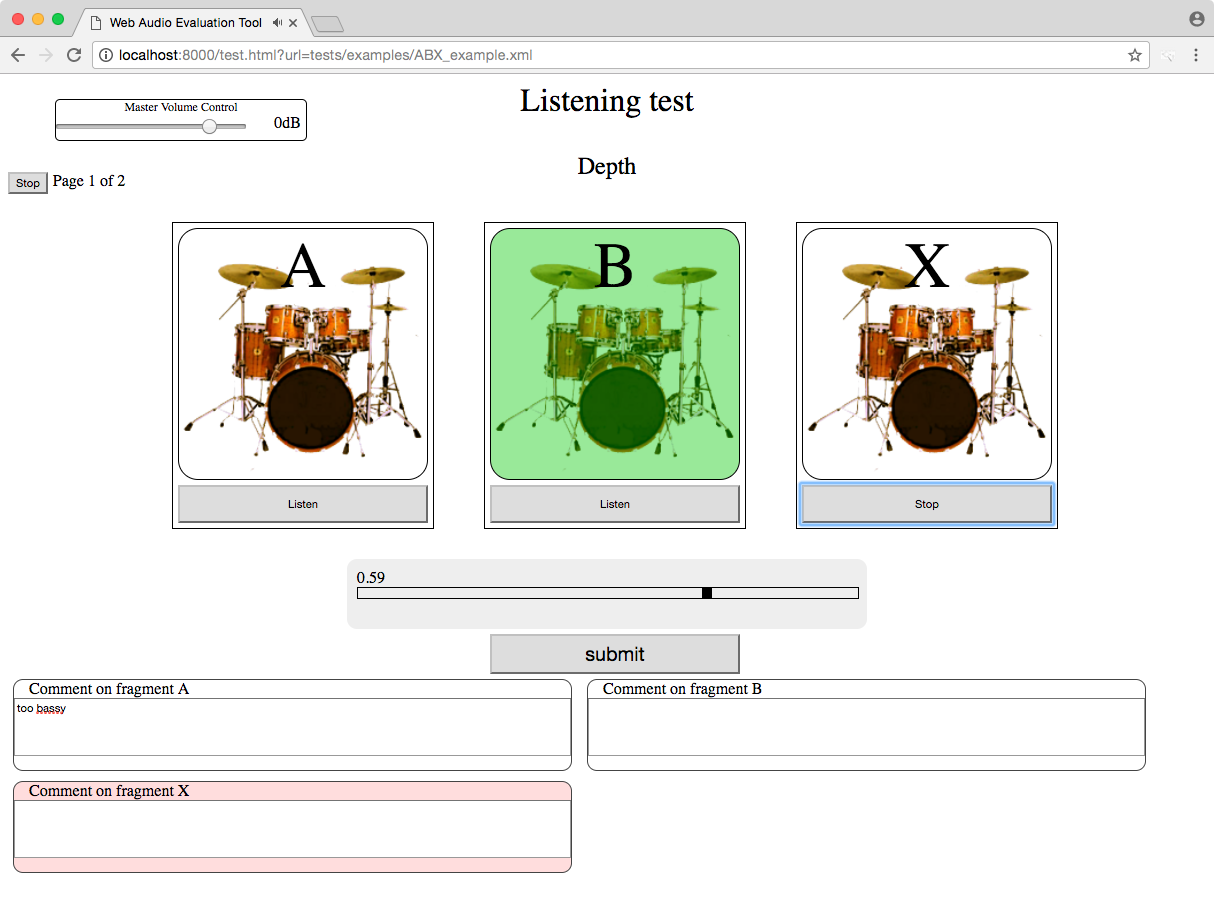 Web Audio Evaluation Tool
localhost:8000/test.html?url=tests/examples/ABX_example.xml
Listening test
Master Volume Control
0dB
Depth
Stop Page 1 of 2
A B X
Listen Listen Stop
0.59
submit
Comment on fragment A Comment on fragment B
too bassy
Comment on fragment X